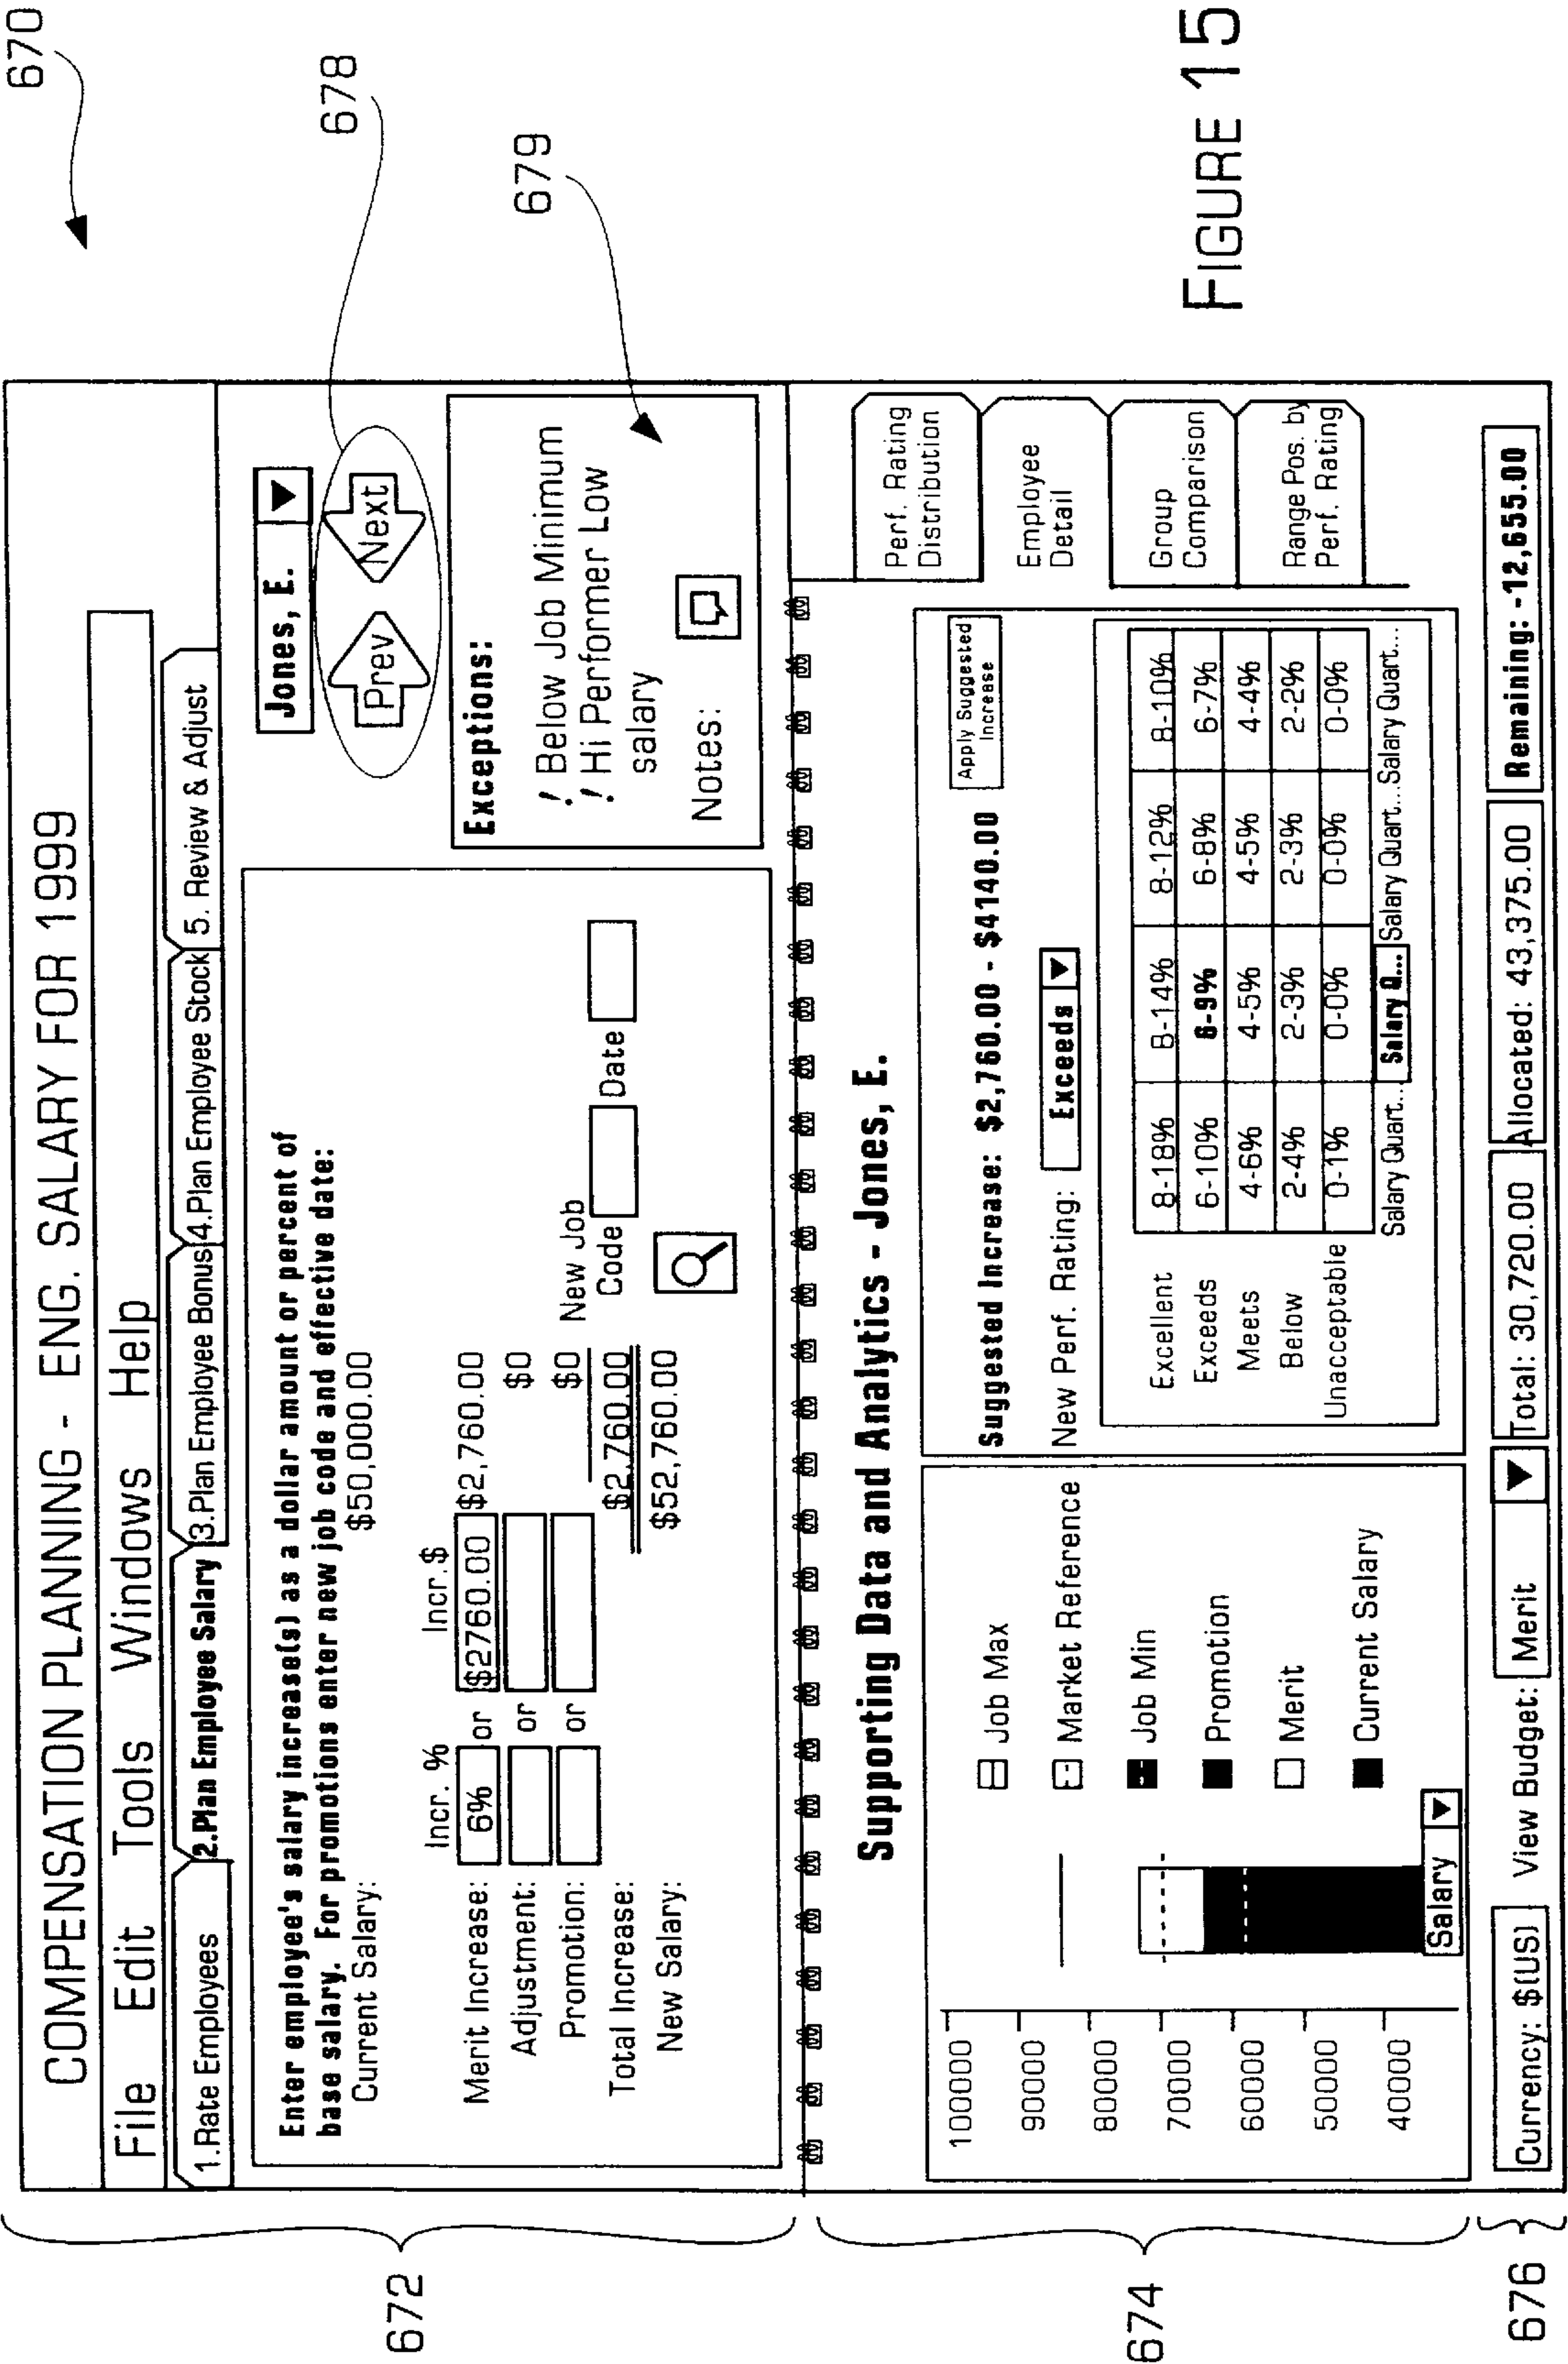 670
COMPENSATION PLANNING - ENG. SALARY FOR 1999
File Edit Tools Windows Help
1.Rate Employees 2.Plan Employee Salary 3.Plan Employee Bonus 4.Plan Employee Stock 5. Review & Adjust
672
Enter employee's salary increase(s) as a dollar amount or percent of
base salary. For promotions enter new job code and effective date:
Current Salary: $50,000.00
Incr. % Incr.$
Merit Increase: 6% or $2760.00 $2,760.00
Adjustment: or $0
Promotion: or $0
New Job
Code Date
Total Increase: $2,760.00
New Salary: $52,760.00
Jones, E.
Prev Next
678
Exceptions:
! Below Job Minimum
! Hi Performer Low
salary
Notes:
679
Supporting Data and Analytics - Jones, E.
674
100000
90000
80000
70000
60000
50000
40000
Salary
Job Max
Market Reference
Job Min
Promotion
Merit
Current Salary
Suggested Increase: $2,760.00 - $4140.00
Apply Suggested
Increase
New Perf. Rating: Exceeds
Excellent 8-18% 8-14% 8-12% 8-10%
Exceeds 6-10% 6-9% 6-8% 6-7%
Meets 4-6% 4-5% 4-5% 4-4%
Below 2-4% 2-3% 2-3% 2-2%
Unacceptable 0-1% 0-0% 0-0% 0-0%
Salary Quart... Salary Q... Salary Quart... Salary Quart...
Perf. Rating
Distribution
Employee
Detail
Group
Comparison
Range Pos. by
Perf. Rating
676
Currency: $(US) View Budget: Merit Total: 30,720.00 Allocated: 43,375.00 Remaining: -12,655.00
FIGURE 15